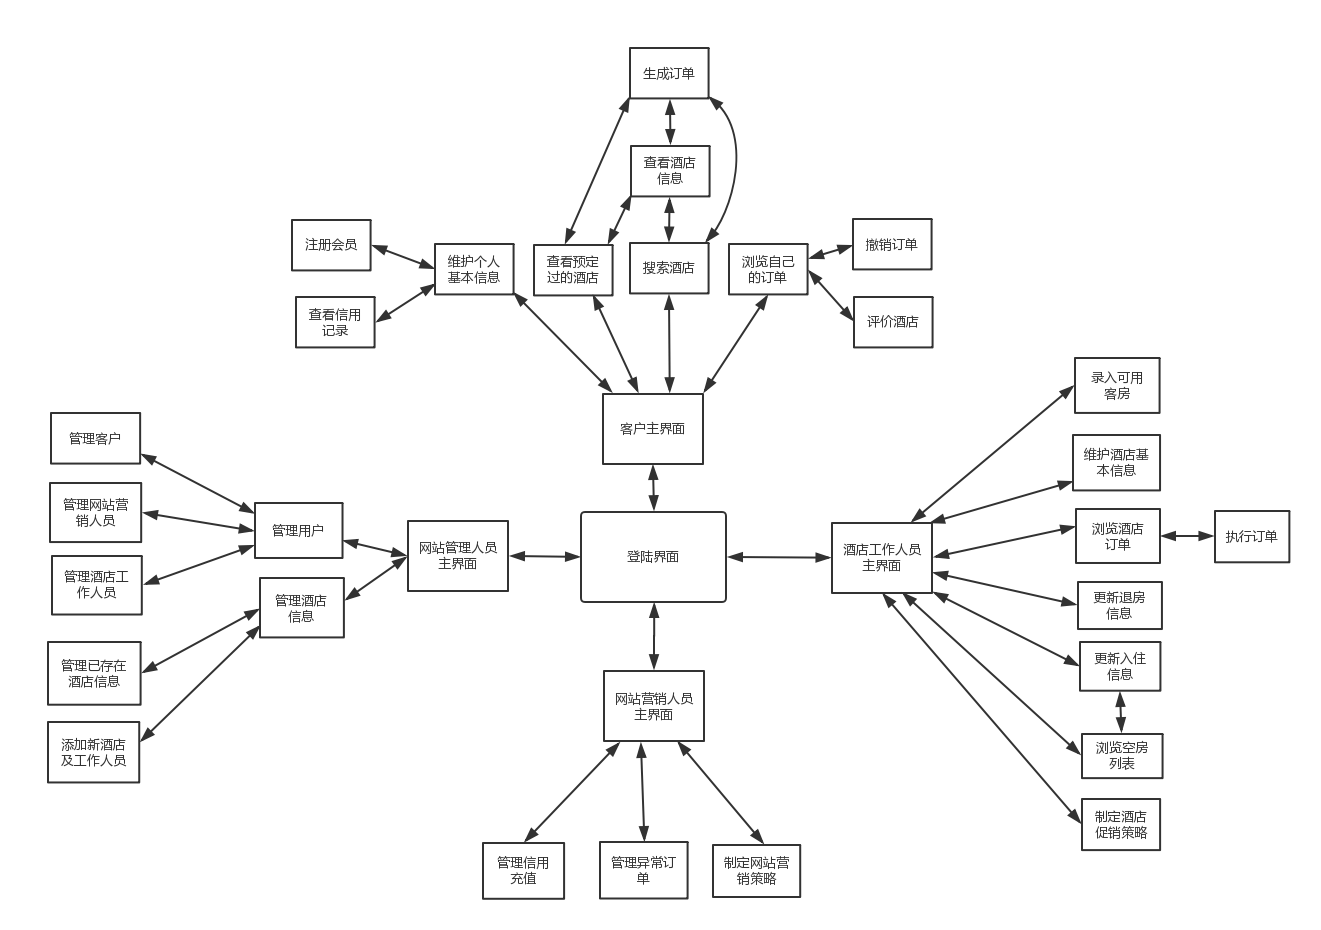 生成订单
查看酒店
信息
注册会员
维护个人
基本信息
查看预定
过的酒店
搜索酒店
浏览自己
的订单
撤销订单
查看信用
记录
评价酒店
录入可用
客房
管理客户
客户主界面
维护酒店基
本信息
管理网站营
销人员
管理用户
网站管理人员
主界面
登陆界面
酒店工作人员
主界面
浏览酒店
订单
执行订单
管理酒店工
作人员
管理酒店
信息
更新退房
信息
管理已存在
酒店信息
网站营销人员
主界面
更新入住
信息
添加新酒店
及工作人员
浏览空房
列表
制定酒店
促销策略
管理信用
充值
管理异常订
单
制定网站营
销策略